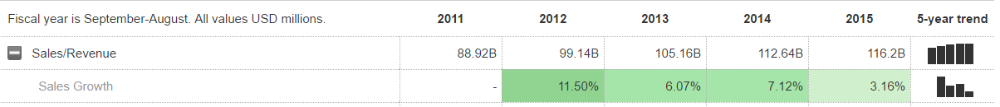 Fiscal year is September-August. All values USD millions. 2011 2012 2013 2014 2015 5-year trend
Sales/Revenue 88.92B 99.14B 105.16B 112.64B 116.2B
Sales Growth - 11.50% 6.07% 7.12% 3.16%